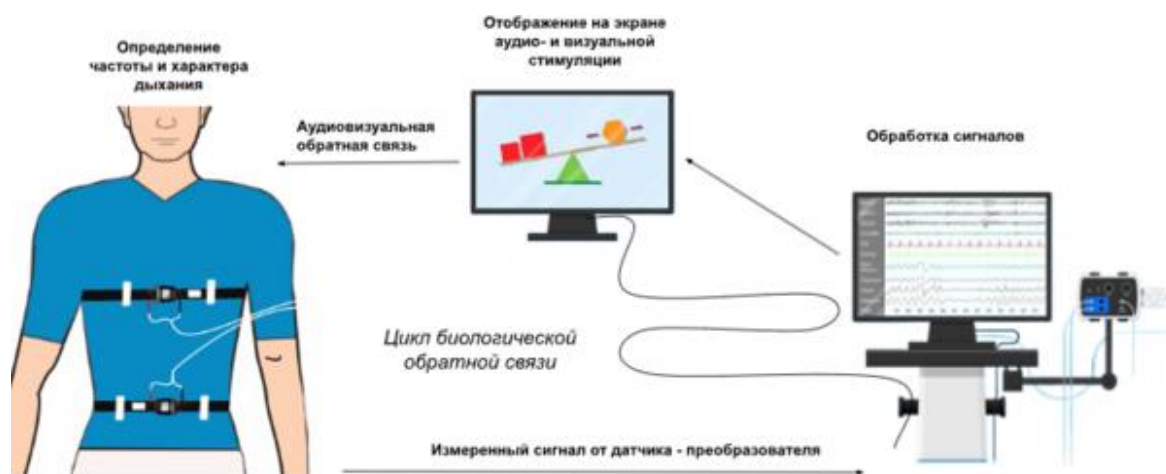 Определение
частоты и характера
дыхания
Отображение на экране
аудио- и визуальной
стимуляции
Аудиовизуальная
обратная связь
Обработка сигналов
Цикл биологической
обратной связи
Измеренный сигнал от датчика - преобразователя